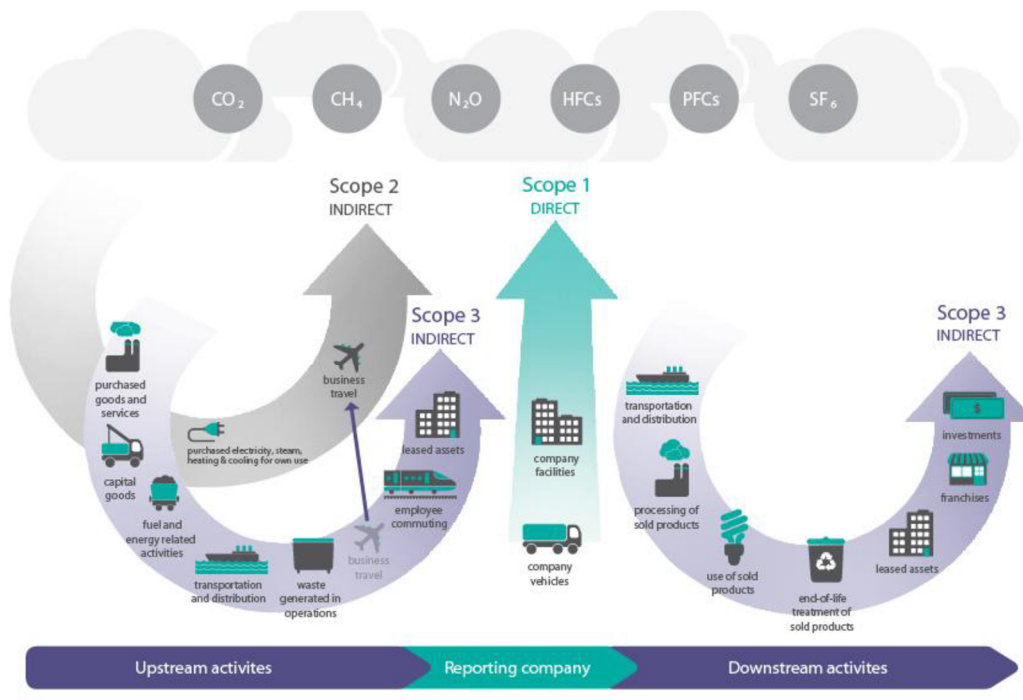 CO₂
CH₄
N₂O
HFCs
PFCs
SF₆
Scope 2
INDIRECT
Scope 1
DIRECT
Scope 3
INDIRECT
Scope 3
INDIRECT
purchased
goods and
services
capital
goods
fuel and
energy related
activities
transportation
and distribution
waste
generated in
operations
business
travel
employee
commuting
leased assets
purchased electricity, steam,
heating & cooling for own use
business
travel
company
facilities
company
vehicles
transportation
and distribution
processing of
sold products
use of sold
products
end-of-life
treatment of
sold products
leased assets
franchises
$
investments
Upstream activites
Reporting company
Downstream activites